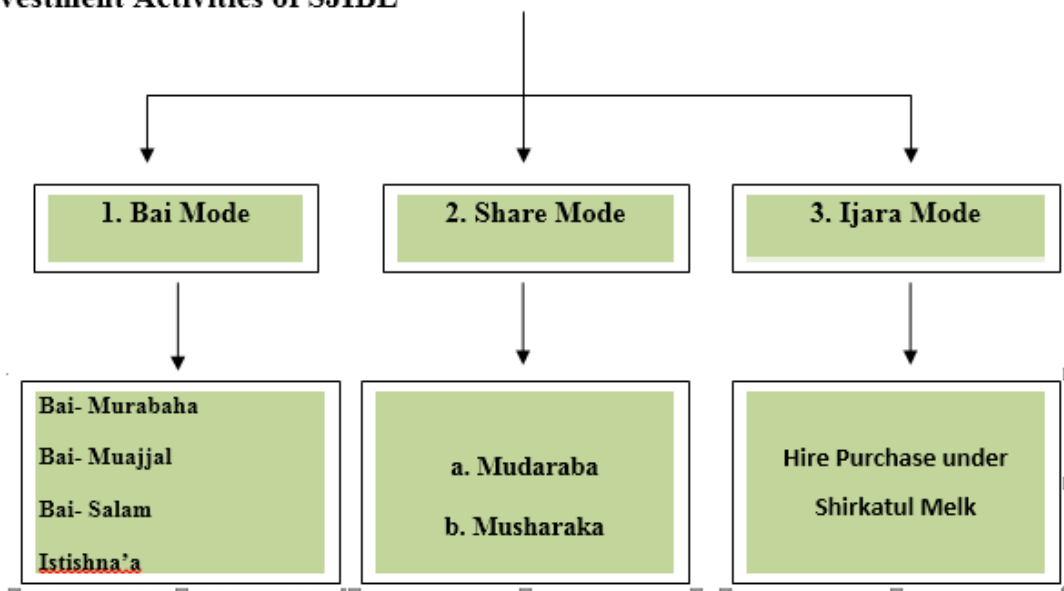 Activities of SJIBL
1. Bai Mode
2. Share Mode
3. Ijara Mode
Bai- Murabaha
Bai- Muajjal
Bai- Salam
Istishna’a
a. Mudaraba
b. Musharaka
Hire Purchase under
Shirkatul Melk